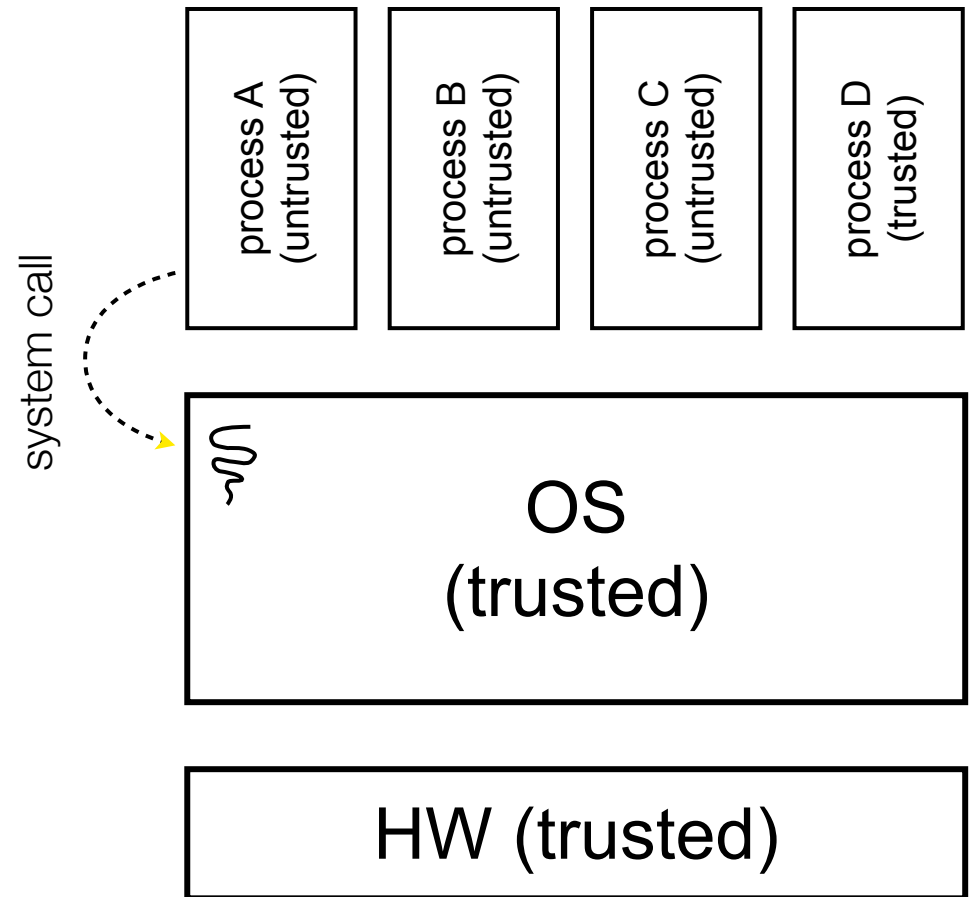 process A
(untrusted)
process B
(untrusted)
process C
(untrusted)
process D
(trusted)
system call
OS
(trusted)
HW (trusted)